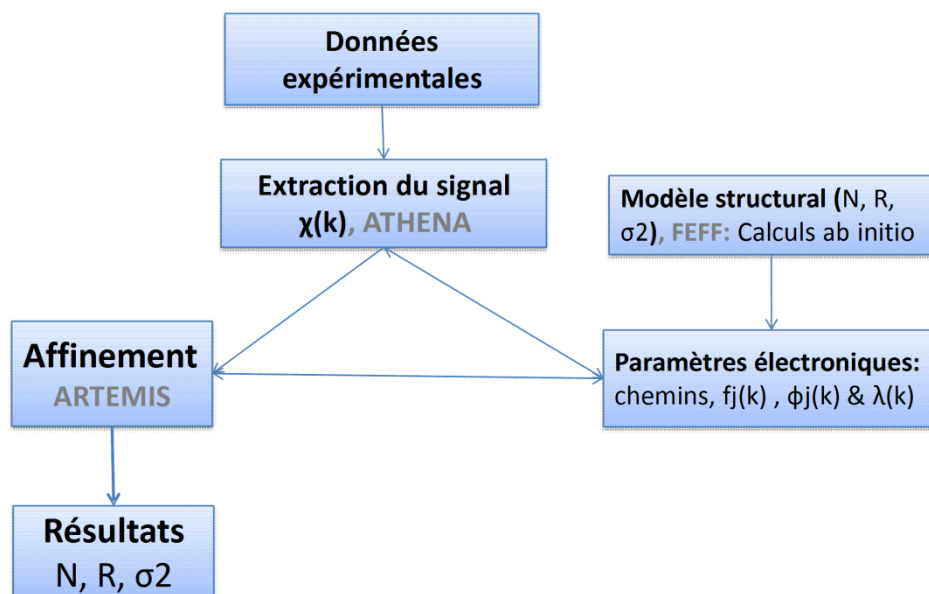 Données
expérimentales
Extraction du signal
χ(k), ATHENA
Modèle structural (N, R,
σ2), FEFF: Calculs ab initio
Affinement
ARTEMIS
Paramètres électroniques:
chemins, fj(k) , ϕj(k) & λ(k)
Résultats
N, R, σ2